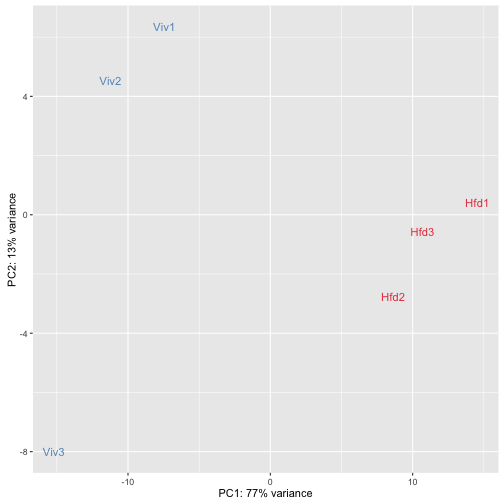 Viv1
Viv2
4
Hfd1
0
Hfd3
PC2: 13% variance
Hfd2
-4
Viv3
-8
-10
0
10
PC1: 77% variance